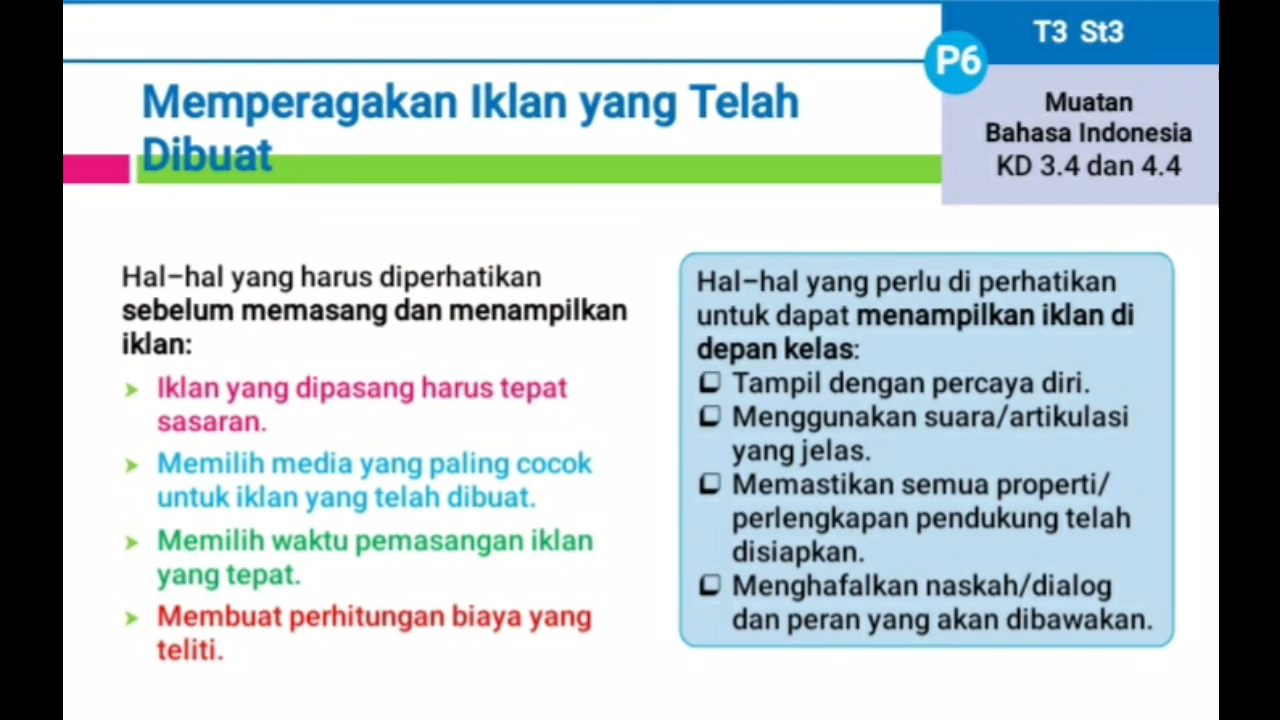 T3 St3
P6
Memperagakan Iklan yang Telah
Dibuat
Muatan
Bahasa Indonesia
KD 3.4 dan 4.4
Hal-hal yang harus diperhatikan
sebelum memasang dan menampilkan
iklan:
Iklan yang dipasang harus tepat
sasaran.
Memilih media yang paling cocok
untuk iklan yang telah dibuat.
Memilih waktu pemasangan iklan
yang tepat.
Membuat perhitungan biaya yang
teliti.
Hal-hal yang perlu di perhatikan
untuk dapat menampilkan iklan di
depan kelas:
Tampil dengan percaya diri.
Menggunakan suara/artikulasi
yang jelas.
Memastikan semua properti/
perlengkapan pendukung telah
disiapkan.
Menghafalkan naskah/dialog
dan peran yang akan dibawakan.